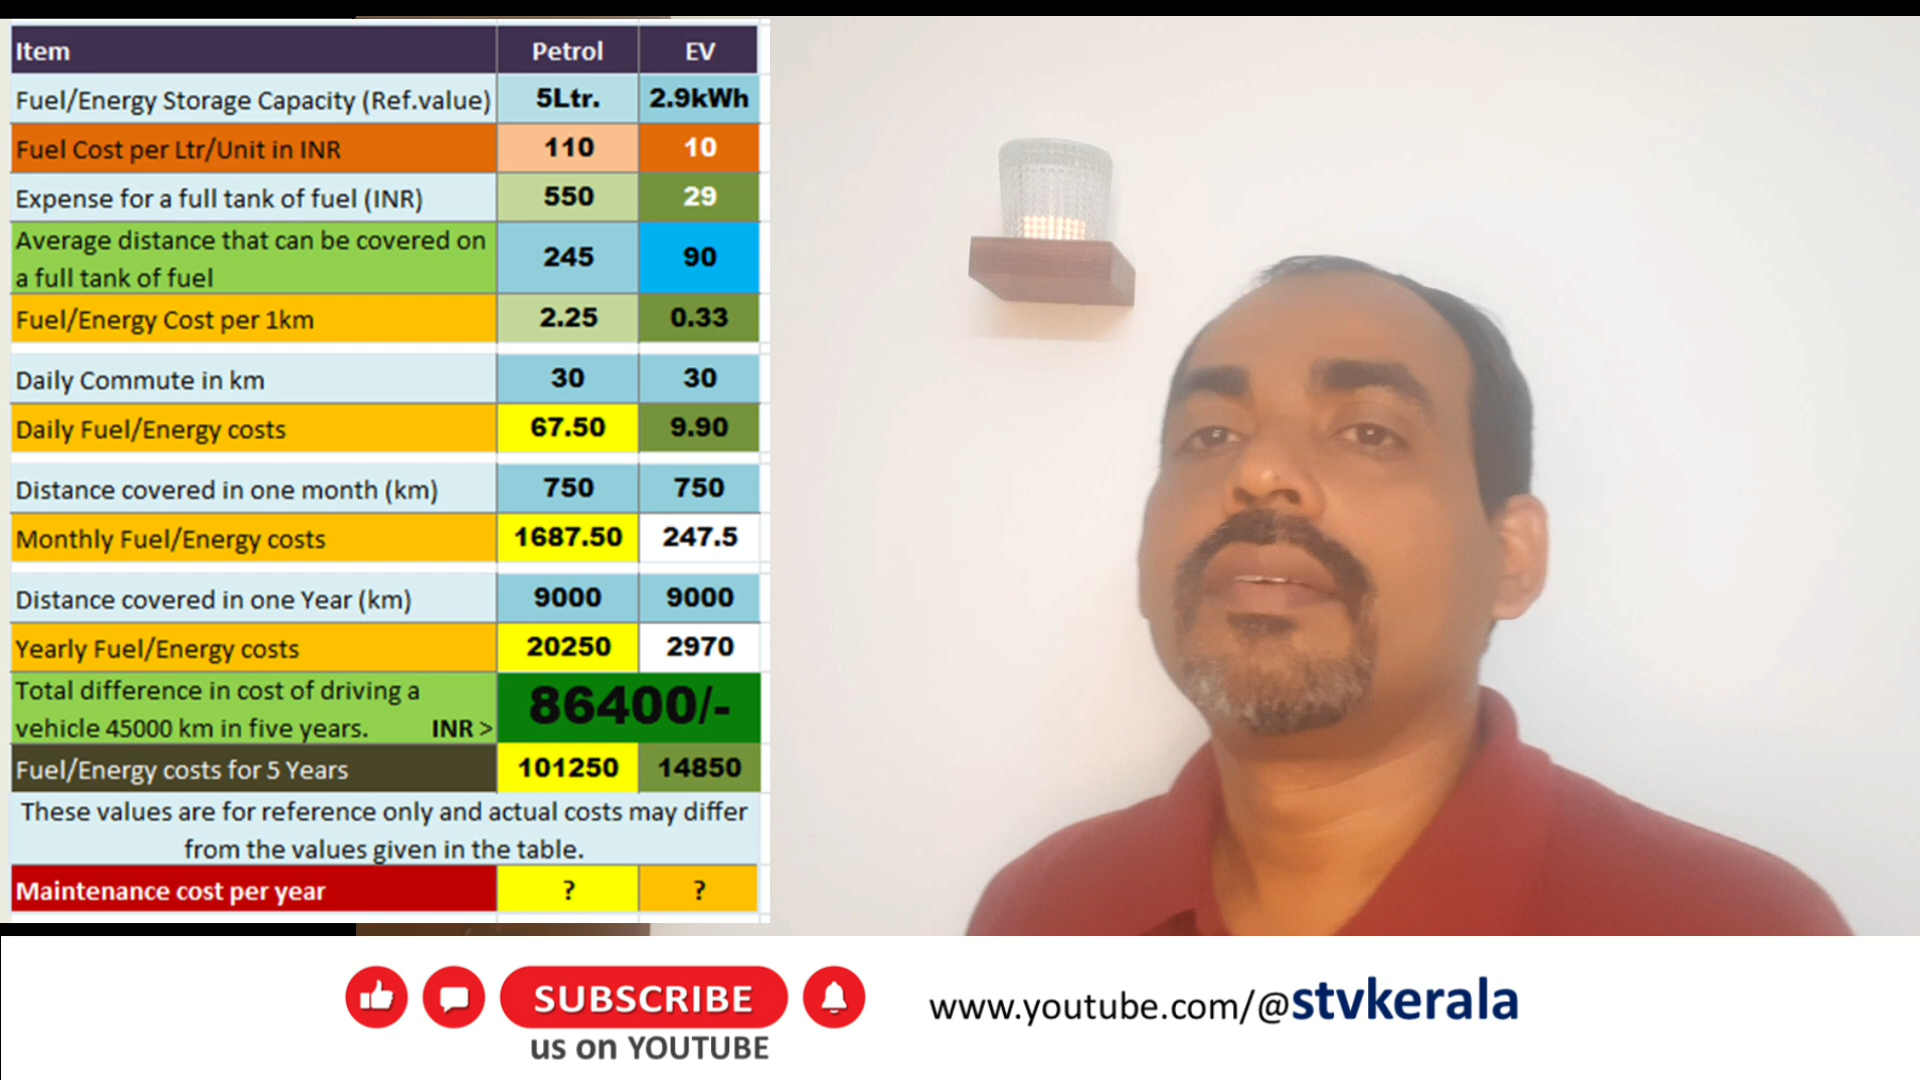 Item Petrol EV
Fuel/Energy Storage Capacity (Ref.value) 5Ltr. 2.9kWh
Fuel Cost per Ltr/Unit in INR 110 10
Expense for a full tank of fuel (INR) 550 29
Average distance that can be covered on
a full tank of fuel 245 90
Fuel/Energy Cost per 1km 2.25 0.33
Daily Commute in km 30 30
Daily Fuel/Energy costs 67.50 9.90
Distance covered in one month (km) 750 750
Monthly Fuel/Energy costs 1687.50 247.5
Distance covered in one Year (km) 9000 9000
Yearly Fuel/Energy costs 20250 2970
Total difference in cost of driving a
vehicle 45000 km in five years. INR > 86400/-
Fuel/Energy costs for 5 Years 101250 14850
These values are for reference only and actual costs may differ
from the values given in the table.
Maintenance cost per year ? ?
SUBSCRIBE
us on YOUTUBE
www.youtube.com/@stvkerala